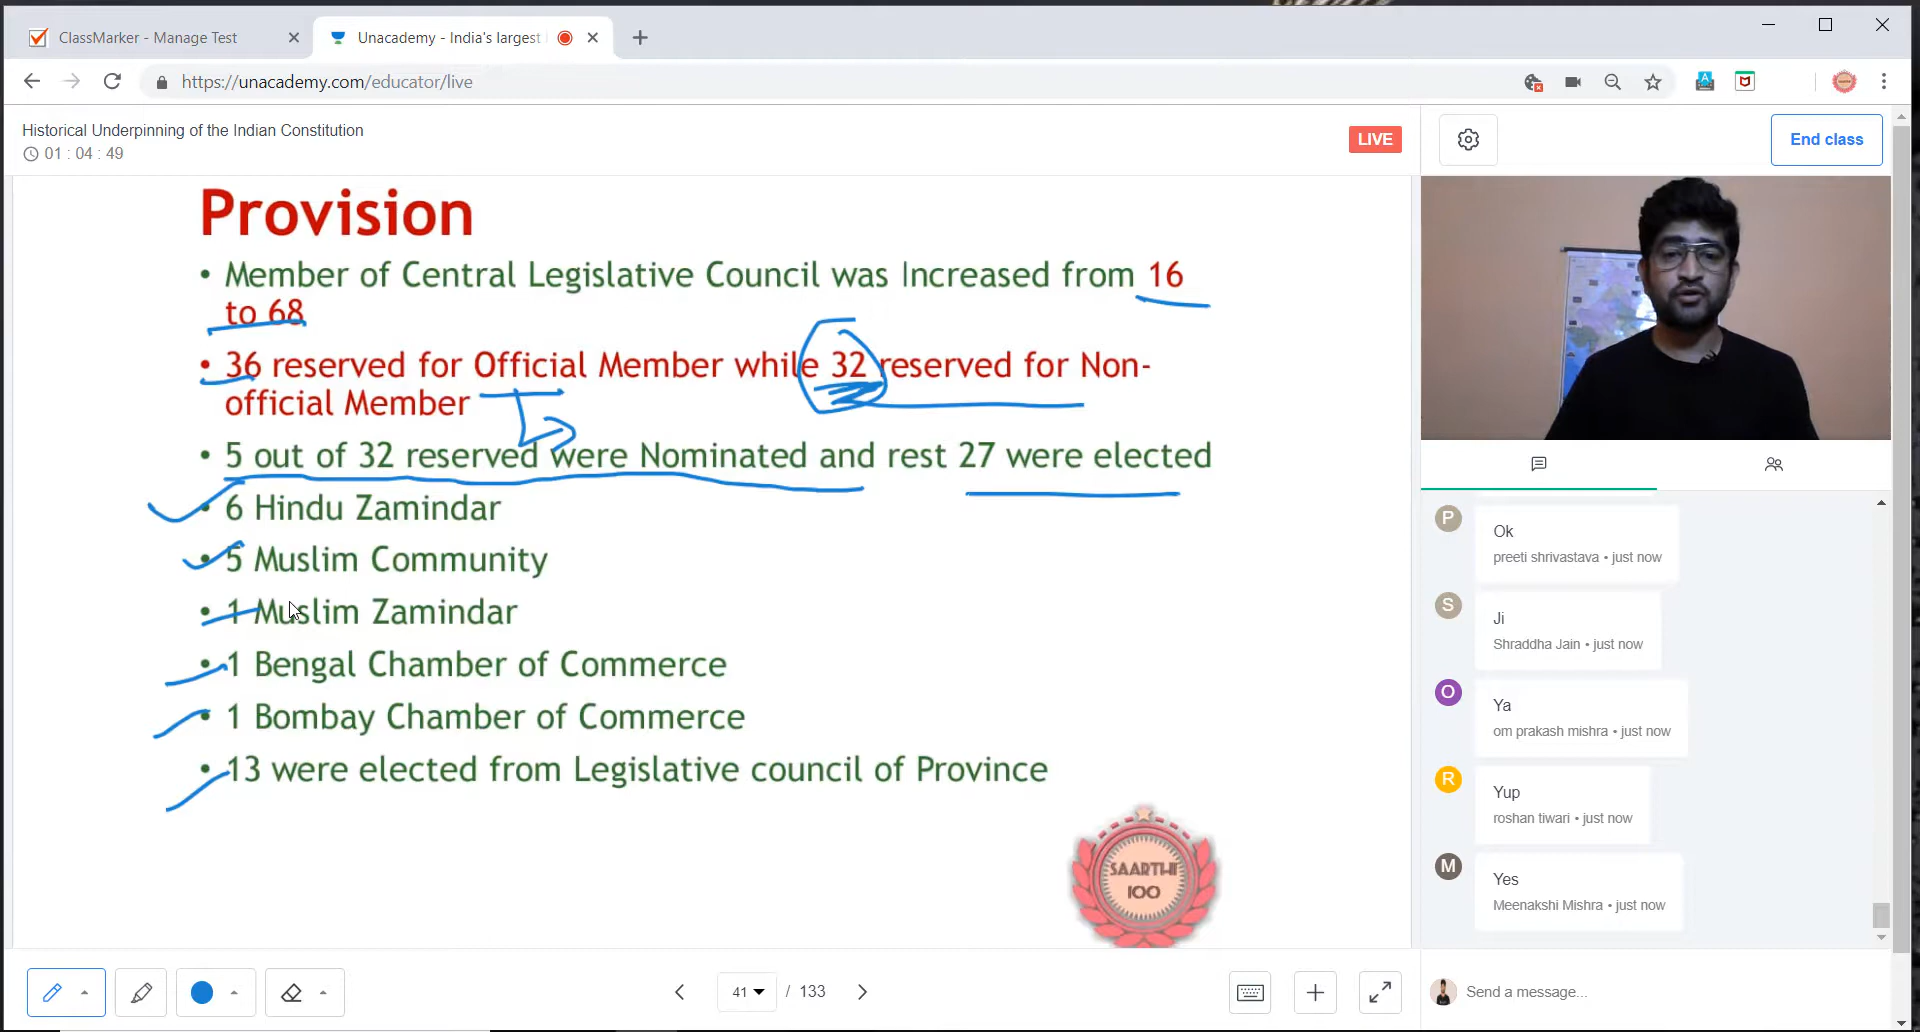 ClassMarker - Manage Test
Unacademy - India's largest
https://unacademy.com/educator/live
Historical Underpinning of the Indian Constitution
01 : 04 : 49
LIVE
End class
Provision
• Member of Central Legislative Council was Increased from 16
to 68
• 36 reserved for Official Member while 32 reserved for Non-
official Member
• 5 out of 32 reserved were Nominated and rest 27 were elected
• 6 Hindu Zamindar
• 5 Muslim Community
• 1 Muslim Zamindar
• 1 Bengal Chamber of Commerce
• 1 Bombay Chamber of Commerce
• 13 were elected from Legislative council of Province
SAARTHI
100
P
Ok
preeti shrivastava • just now
S
Ji
Shraddha Jain • just now
O
Ya
om prakash mishra • just now
R
Yup
roshan tiwari • just now
M
Yes
Meenakshi Mishra • just now
41 / 133
Send a message...